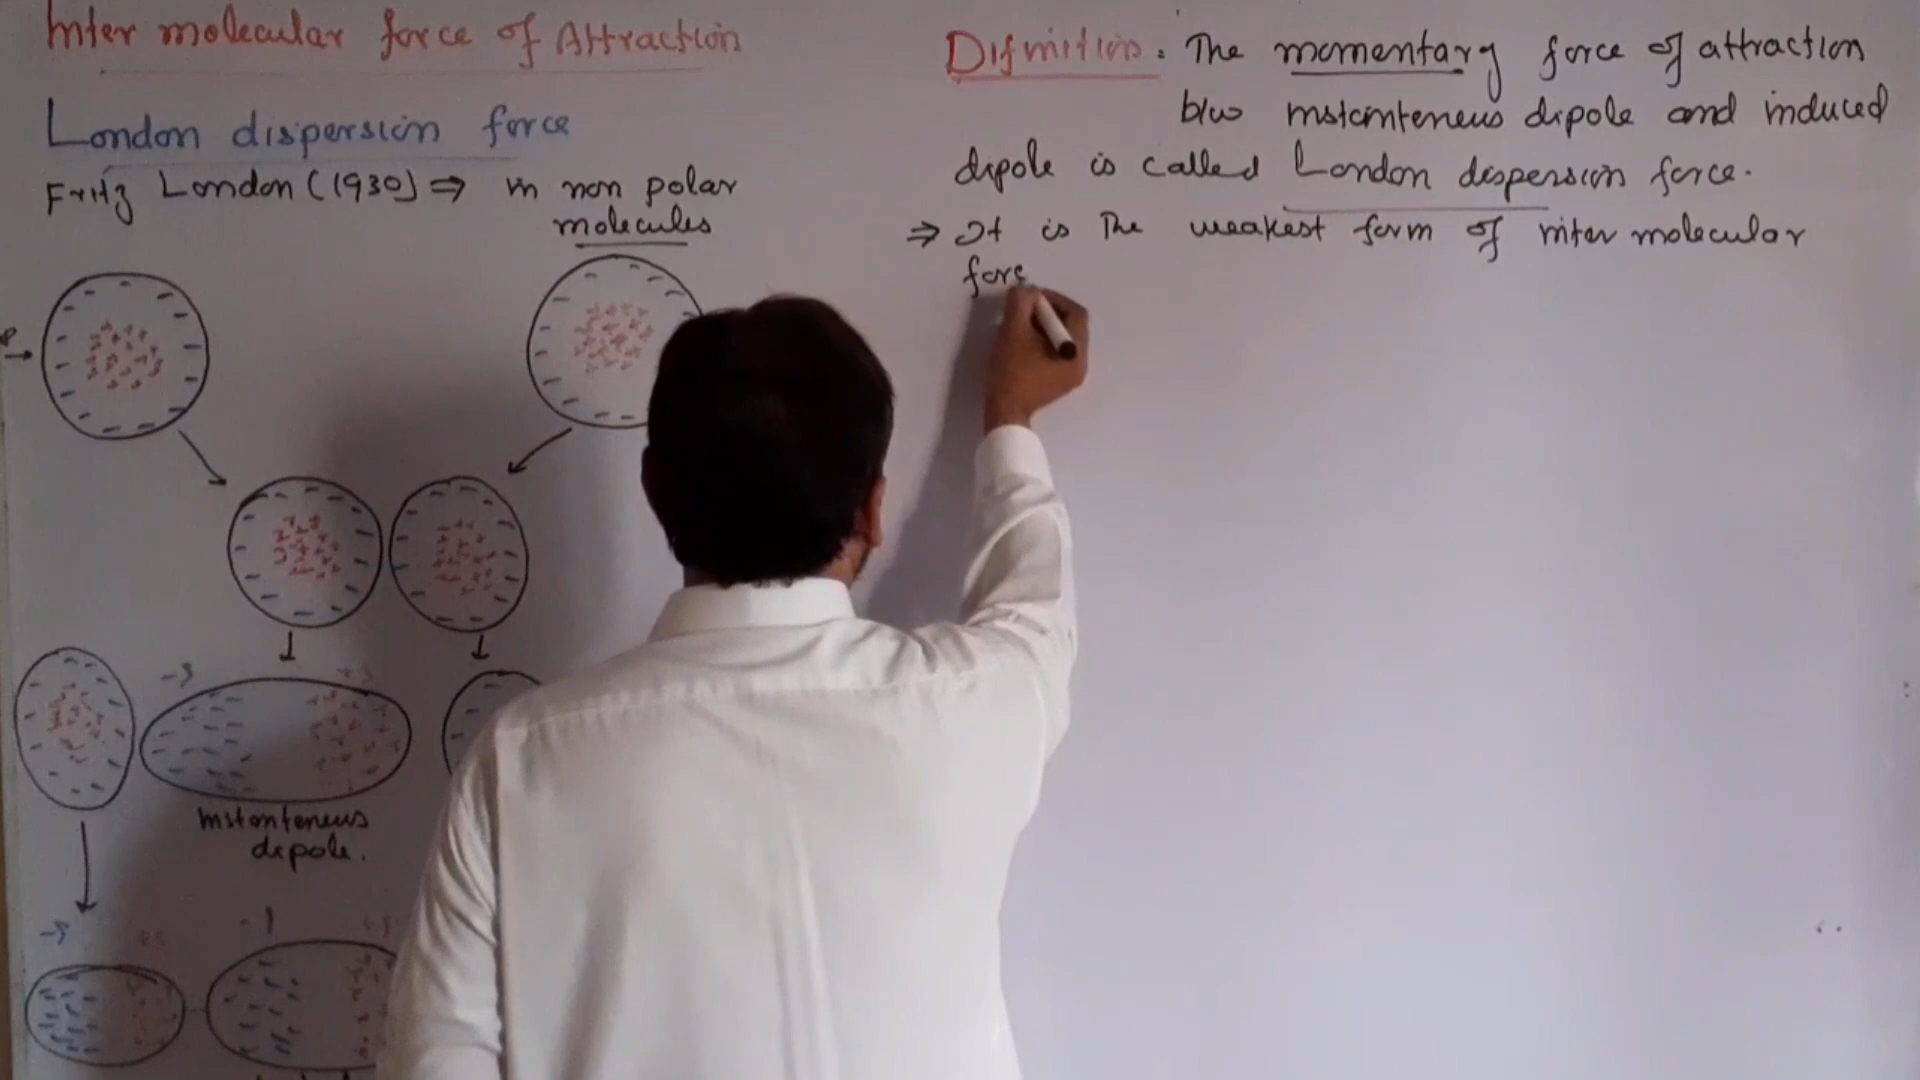 Inter molecular force of Attraction
London dispersion force
Fritz London (1930) ⇒ in non polar
molecules
Instanteneus
dipole.
Difinition: The momentary force of attraction
b/w instanteneus dipole and induced
dipole is called London dispersion force.
⇒ It is The weakest form of inter molecular
forc